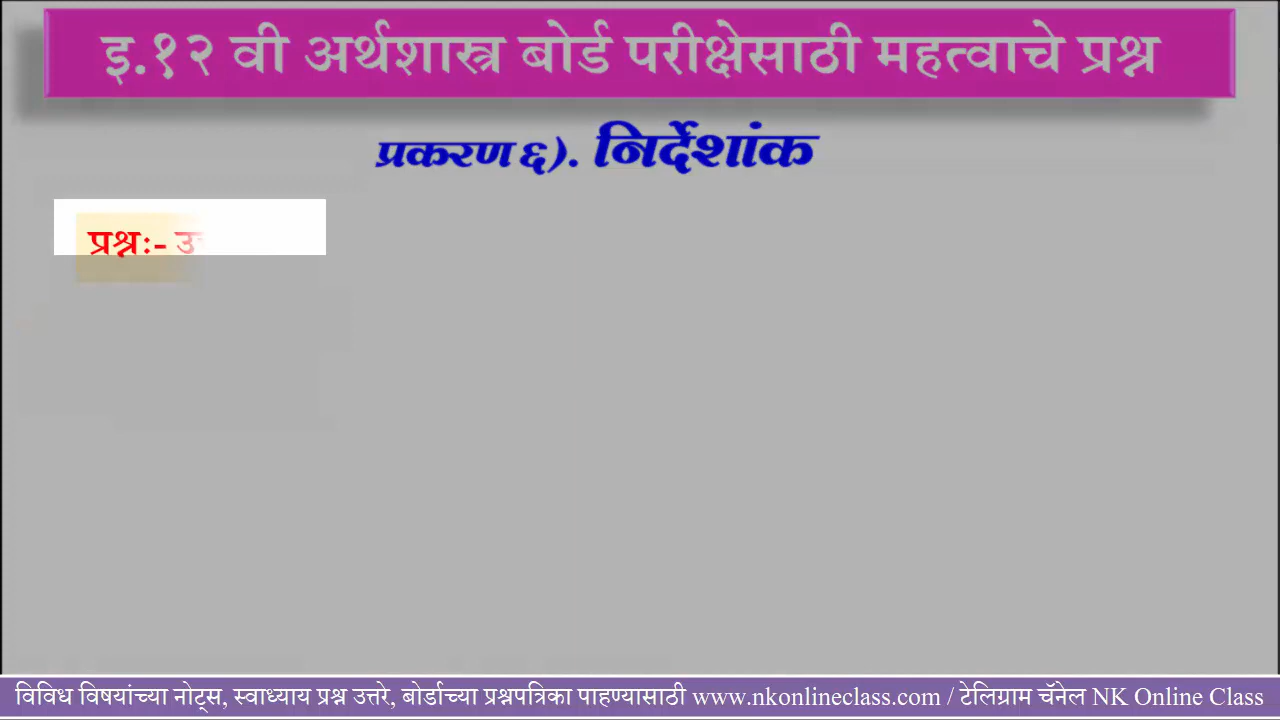 इ.१२ वी अर्थशास्त्र बोर्ड परीक्षेसाठी महत्वाचे प्रश्न
प्रकरण ६). निर्देशांक
प्रश्नः-
विविध विषयांच्या नोट्स, स्वाध्याय प्रश्न उत्तरे, बोर्डाच्या प्रश्नपत्रिका पाहण्यासाठी www.nkonlineclass.com / टेलिग्राम चॅनेल NK Online Class